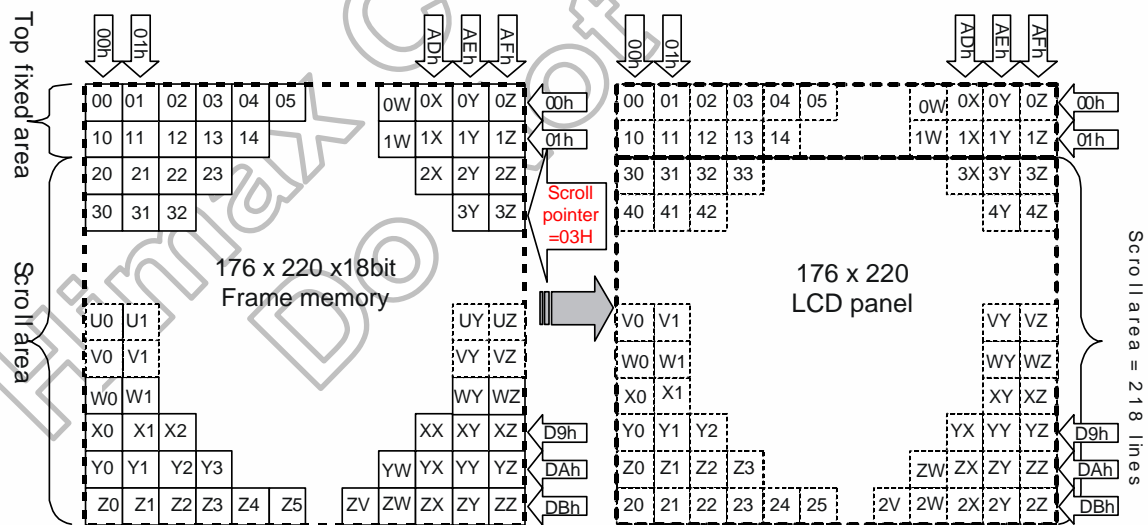 00h 01h ADh AEh AFh 00h 01h ADh AEh AFh
Top fixed area
00 01 02 03 04 05 0W 0X 0Y 0Z 00h 00 01 02 03 04 05 0W 0X 0Y 0Z 00h
10 11 12 13 14 1W 1X 1Y 1Z 01h 10 11 12 13 14 1W 1X 1Y 1Z 01h
20 21 22 23 2X 2Y 2Z 30 31 32 33 3X 3Y 3Z
30 31 32 3Y 3Z 40 41 42 4Y 4Z
Scroll
pointer
=03H
Scroll area
176 x 220 x18bit
Frame memory
176 x 220
LCD panel
U0 U1 UY UZ V0 V1 VY VZ
V0 V1 VY VZ W0 W1 WY WZ
W0 W1 WY WZ X0 X1 XY XZ
X0 X1 X2 XX XY XZ D9h Y0 Y1 Y2 YX YY YZ D9h
Y0 Y1 Y2 Y3 YW YX YY YZ DAh Z0 Z1 Z2 Z3 ZW ZX ZY ZZ DAh
Z0 Z1 Z2 Z3 Z4 Z5 ZV ZW ZX ZY ZZ DBh 20 21 22 23 24 25 2V 2W 2X 2Y 2Z DBh
Scroll area = 218 lines
Himax C
Do not